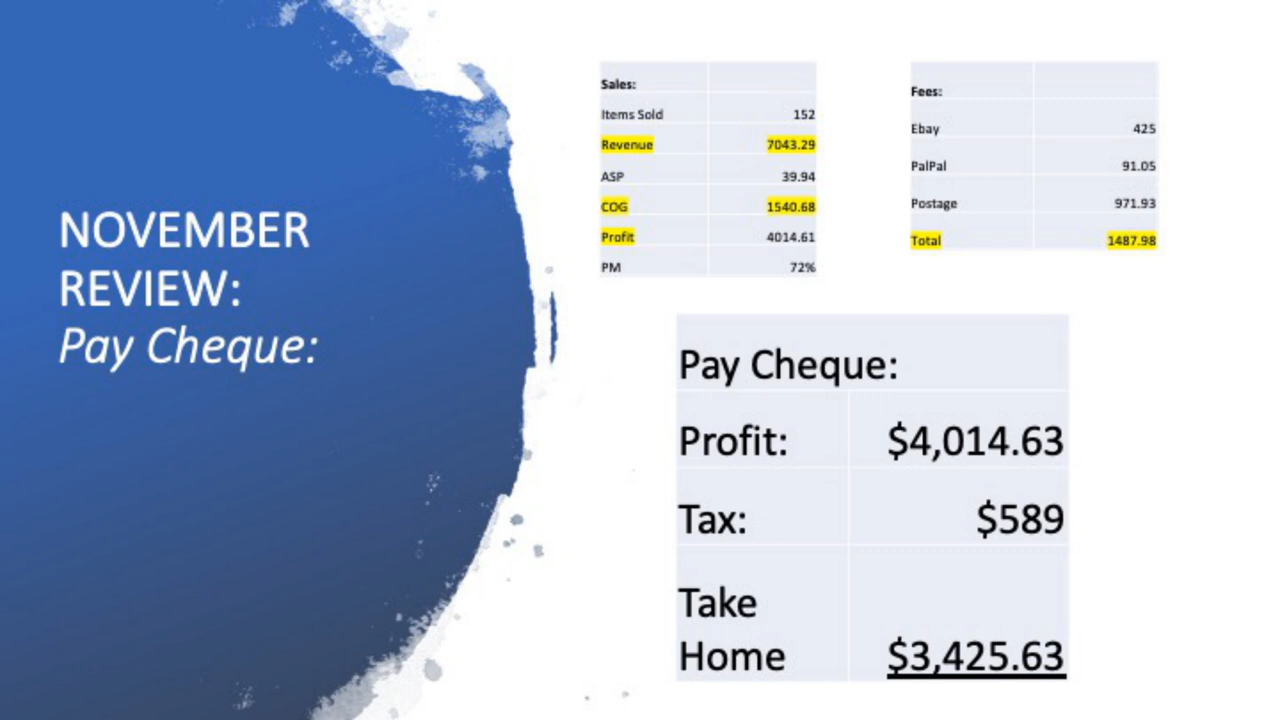 NOVEMBER
REVIEW:
Pay Cheque:
Sales:
Items Sold 152
Revenue 7043.29
ASP 39.94
COG 1540.68
Profit 4014.61
PM 72%
Fees:
Ebay 425
PalPal 91.05
Postage 971.93
Total 1487.98
Pay Cheque:
Profit: $4,014.63
Tax: $589
Take
Home $3,425.63